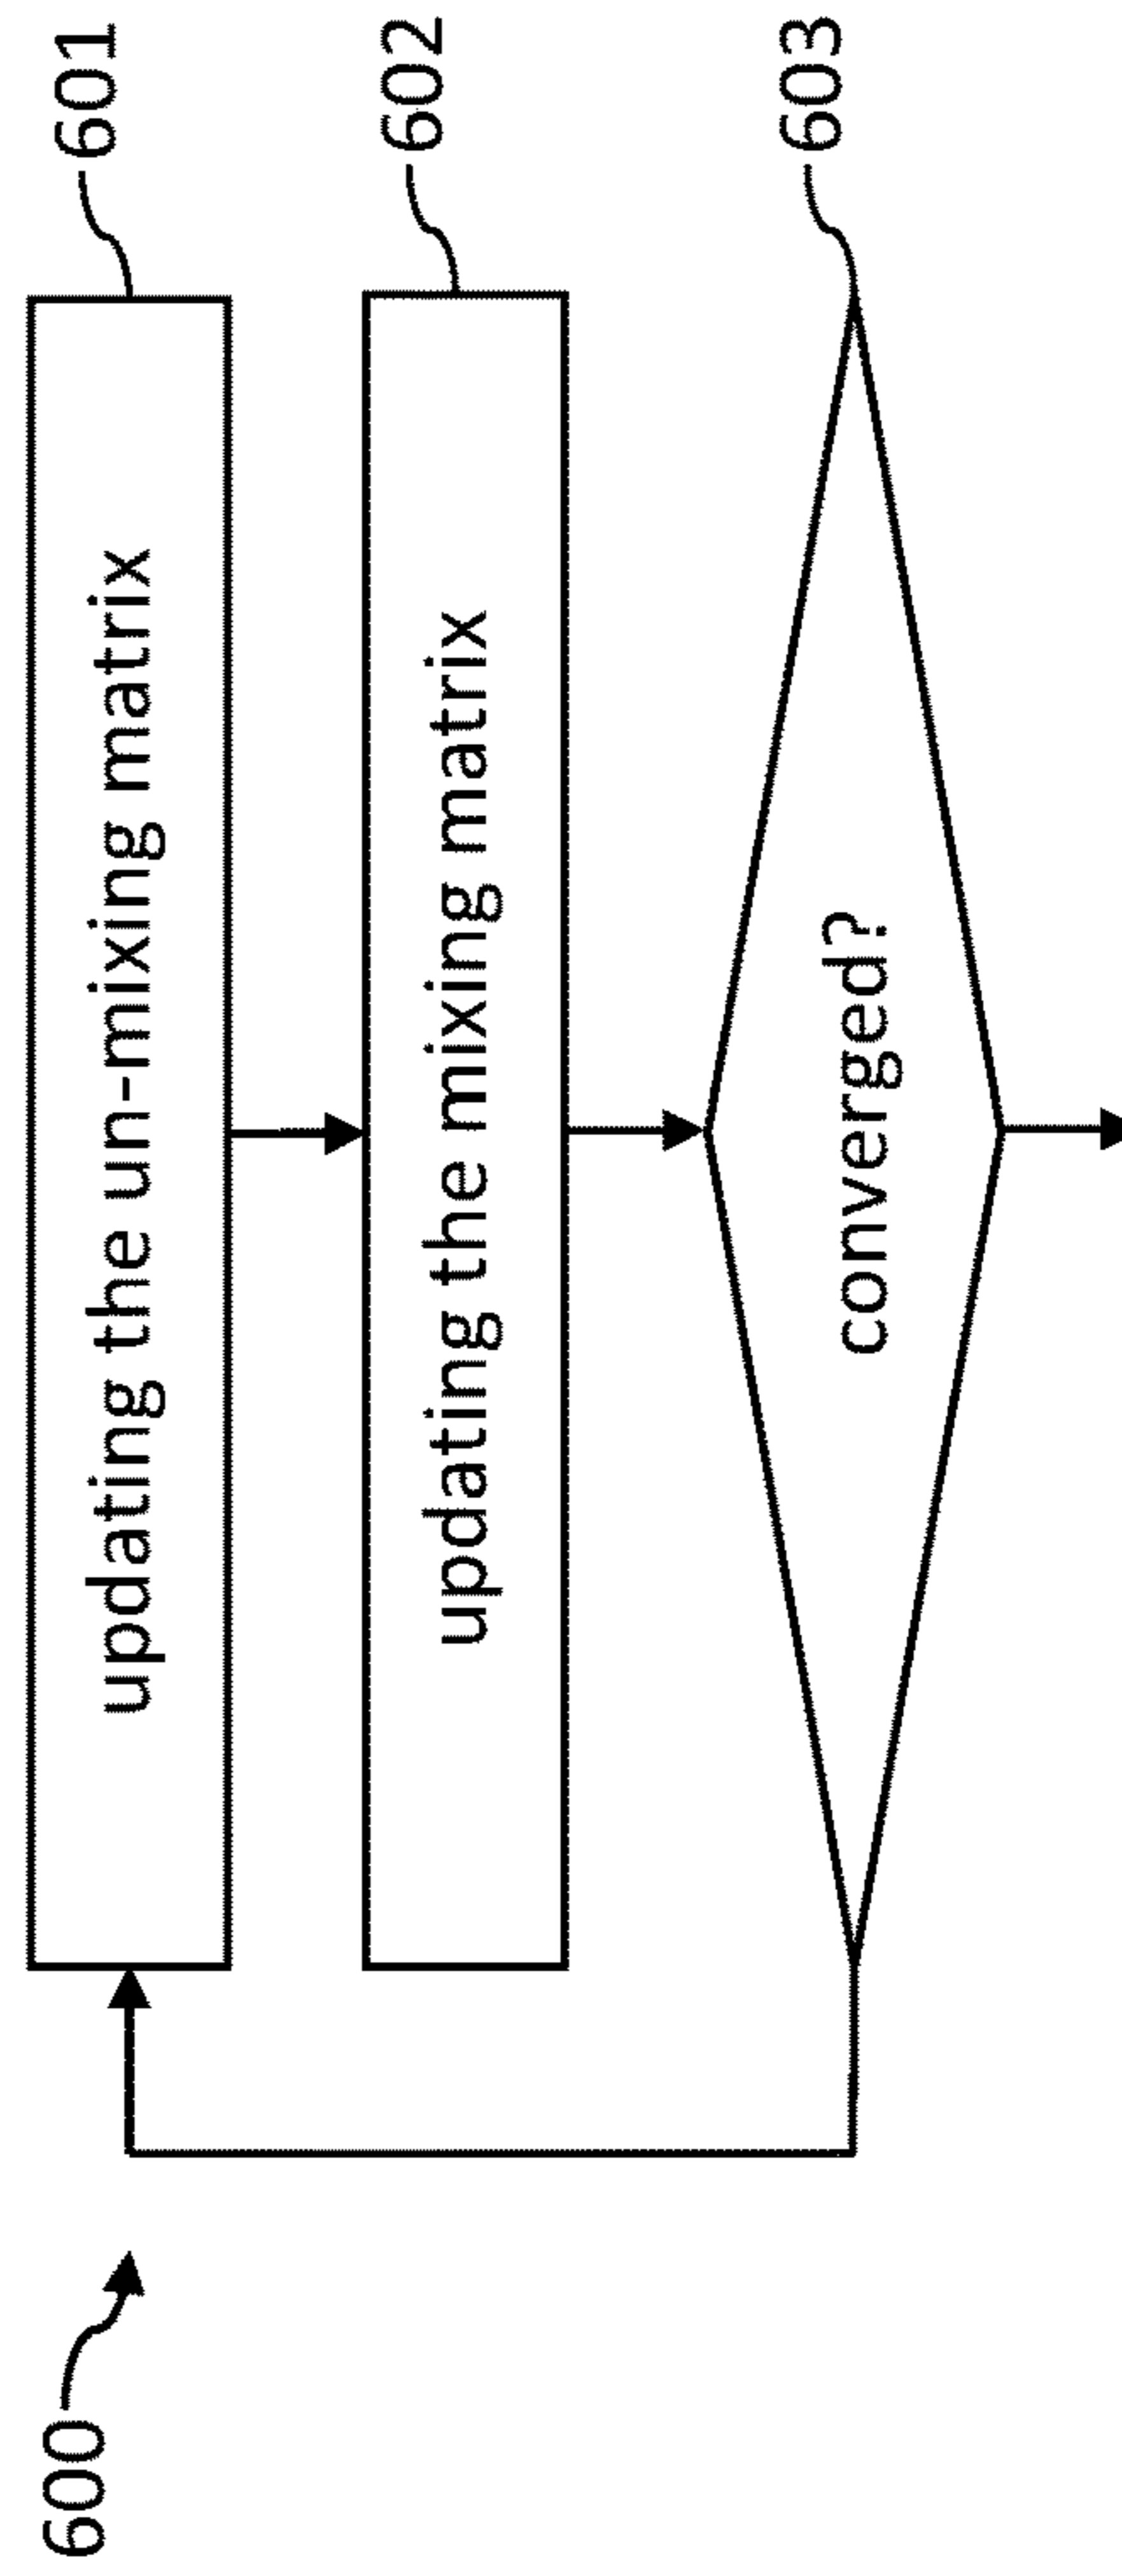 600
updating the un-mixing matrix
601
updating the mixing matrix
602
converged?
603